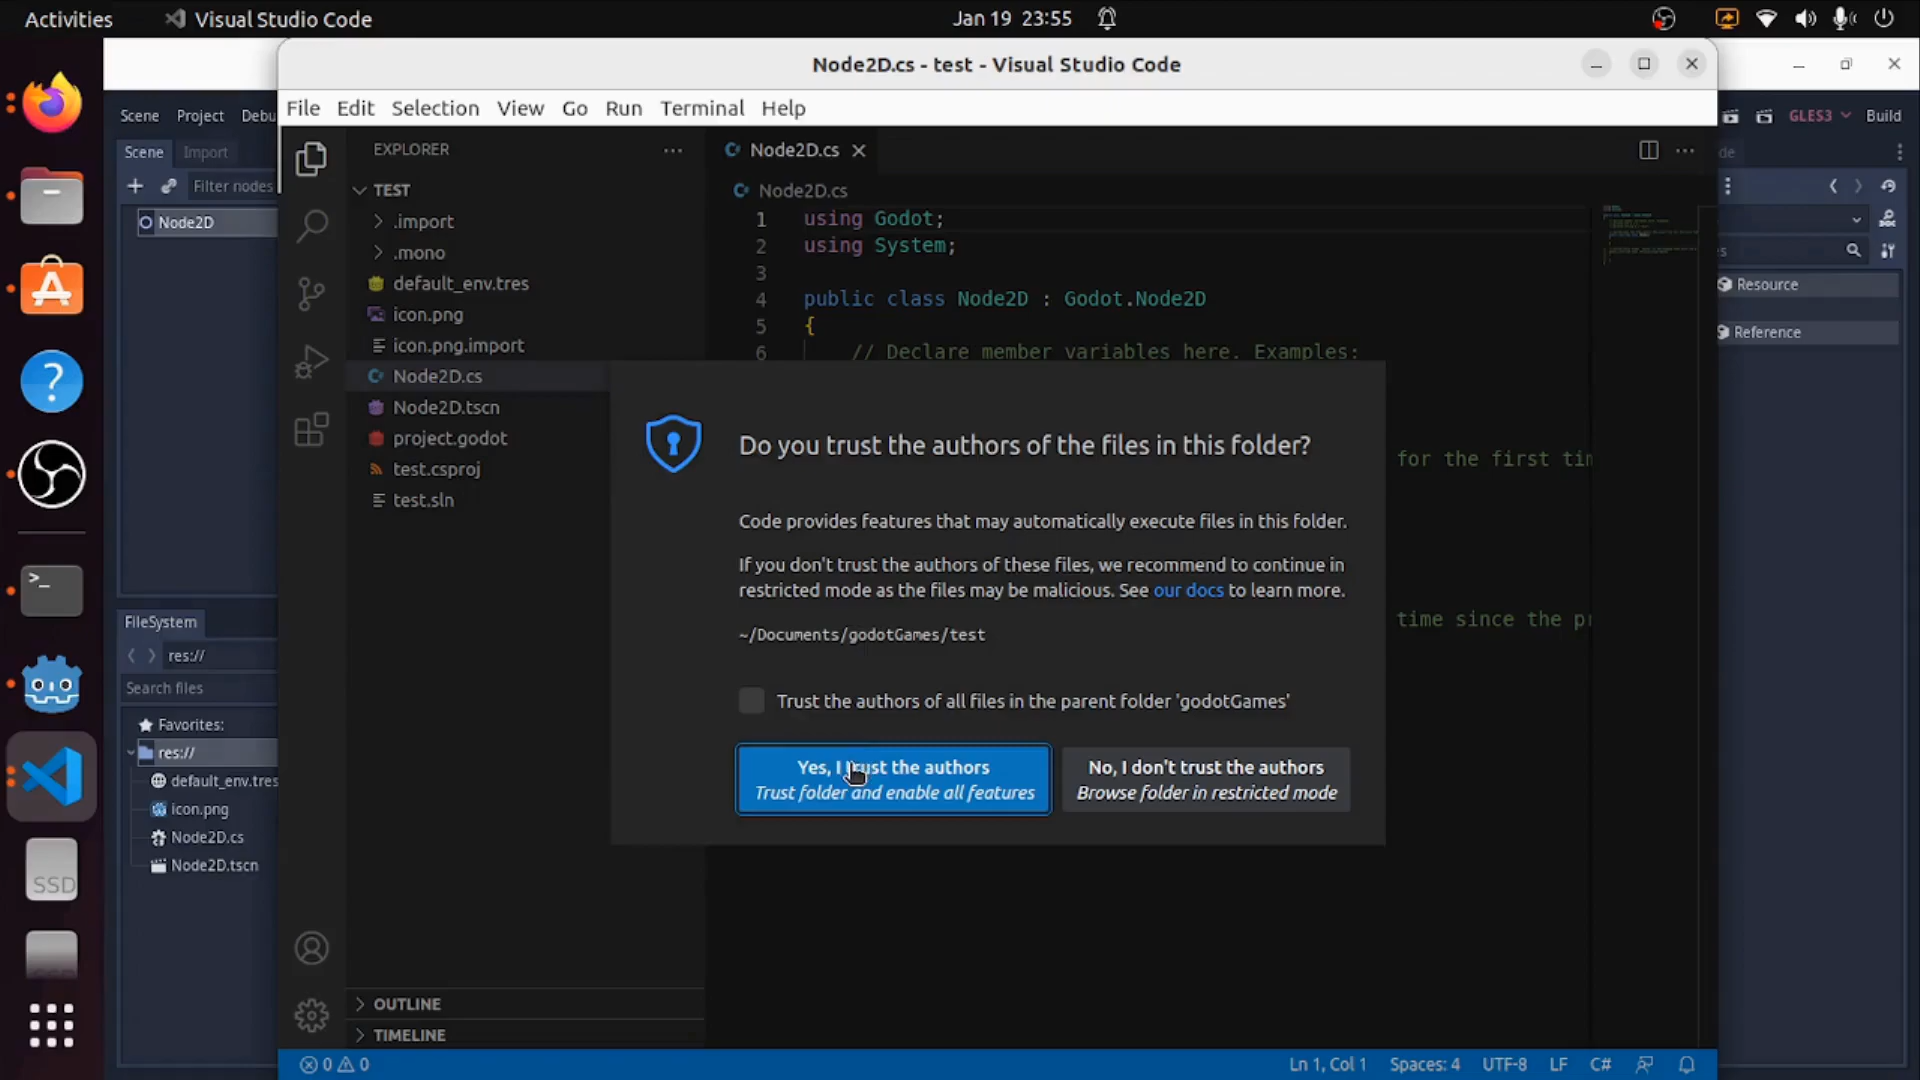 Activities
Visual Studio Code
Jan 19 23:55
Node2D.cs - test - Visual Studio Code
File Edit Selection View Go Run Terminal Help
Scene Project Debu
GLES3
Build
Scene Import
Filter nodes
Node2D
EXPLORER
TEST
.import
.mono
default_env.tres
icon.png
icon.png.import
Node2D.cs
Node2D.tscn
project.godot
test.csproj
test.sln
OUTLINE
TIMELINE
Node2D.cs
Node2D.cs
1 using Godot;
2 using System;
3
4 public class Node2D : Godot.Node2D
5 {
6 // Declare member variables here. Examples:
for the first tim
time since the pr
Do you trust the authors of the files in this folder?
Code provides features that may automatically execute files in this folder.
If you don't trust the authors of these files, we recommend to continue in
restricted mode as the files may be malicious. See our docs to learn more.
~/Documents/godotGames/test
Trust the authors of all files in the parent folder 'godotGames'
Yes, I trust the authors
Trust folder and enable all features
No, I don't trust the authors
Browse folder in restricted mode
de
s
Resource
Reference
FileSystem
res://
Search files
Favorites:
res://
default_env.tres
icon.png
Node2D.cs
Node2D.tscn
SSD
0 0
Ln 1, Col 1 Spaces: 4 UTF-8 LF C#